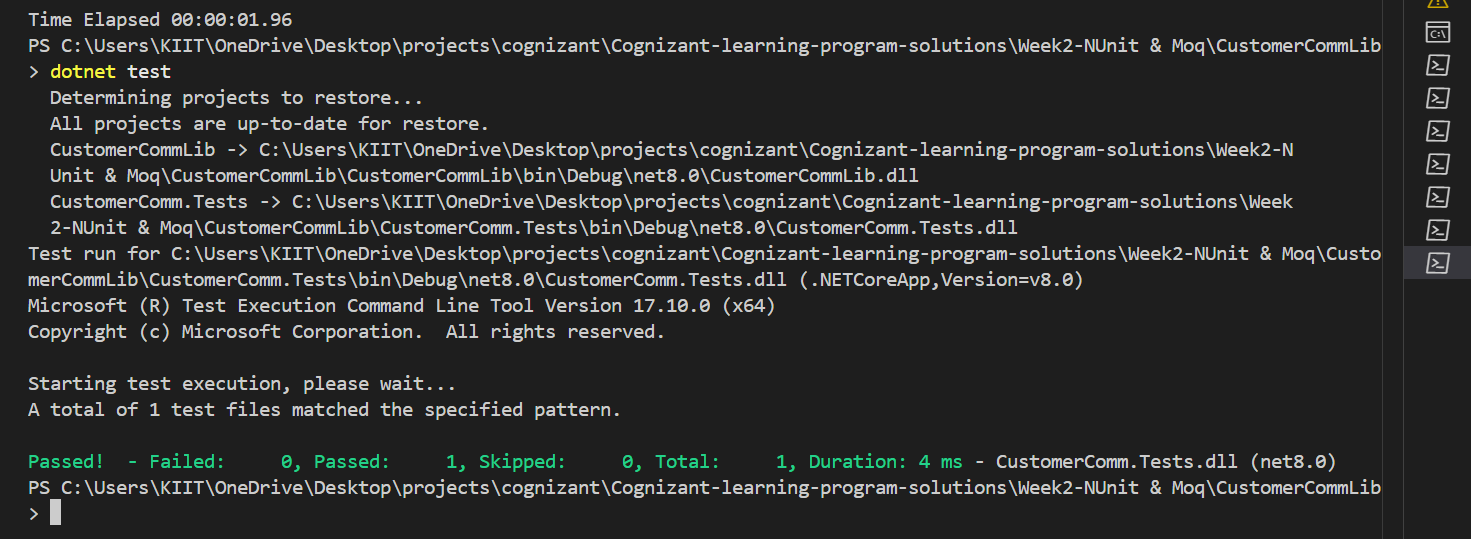 Time Elapsed 00:00:01.96
PS C:\Users\KIIT\OneDrive\Desktop\projects\cognizant\Cognizant-learning-program-solutions\Week2-NUnit & Moq\CustomerCommLib
> dotnet test
  Determining projects to restore...
  All projects are up-to-date for restore.
  CustomerCommLib -> C:\Users\KIIT\OneDrive\Desktop\projects\cognizant\Cognizant-learning-program-solutions\Week2-N
  Unit & Moq\CustomerCommLib\CustomerCommLib\bin\Debug\net8.0\CustomerCommLib.dll
  CustomerComm.Tests -> C:\Users\KIIT\OneDrive\Desktop\projects\cognizant\Cognizant-learning-program-solutions\Week
  2-NUnit & Moq\CustomerCommLib\CustomerComm.Tests\bin\Debug\net8.0\CustomerComm.Tests.dll
Test run for C:\Users\KIIT\OneDrive\Desktop\projects\cognizant\Cognizant-learning-program-solutions\Week2-NUnit & Moq\Custo
merCommLib\CustomerComm.Tests\bin\Debug\net8.0\CustomerComm.Tests.dll (.NETCoreApp,Version=v8.0)
Microsoft (R) Test Execution Command Line Tool Version 17.10.0 (x64)
Copyright (c) Microsoft Corporation.  All rights reserved.

Starting test execution, please wait...
A total of 1 test files matched the specified pattern.

Passed!  - Failed:     0, Passed:     1, Skipped:     0, Total:     1, Duration: 4 ms - CustomerComm.Tests.dll (net8.0)
PS C:\Users\KIIT\OneDrive\Desktop\projects\cognizant\Cognizant-learning-program-solutions\Week2-NUnit & Moq\CustomerCommLib
>